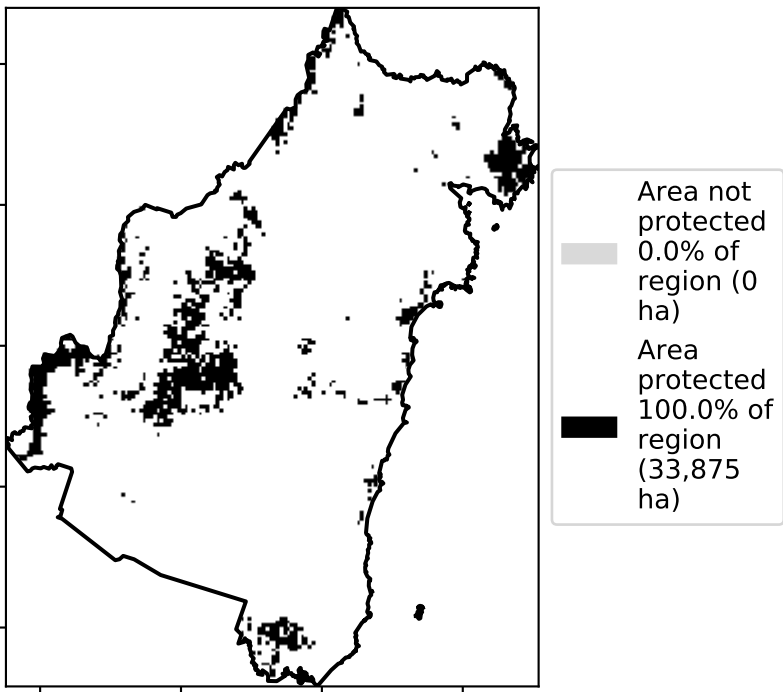 Area not
protected
0.0% of
region (0
ha)
Area
protected
100.0% of
region
(33,875
ha)